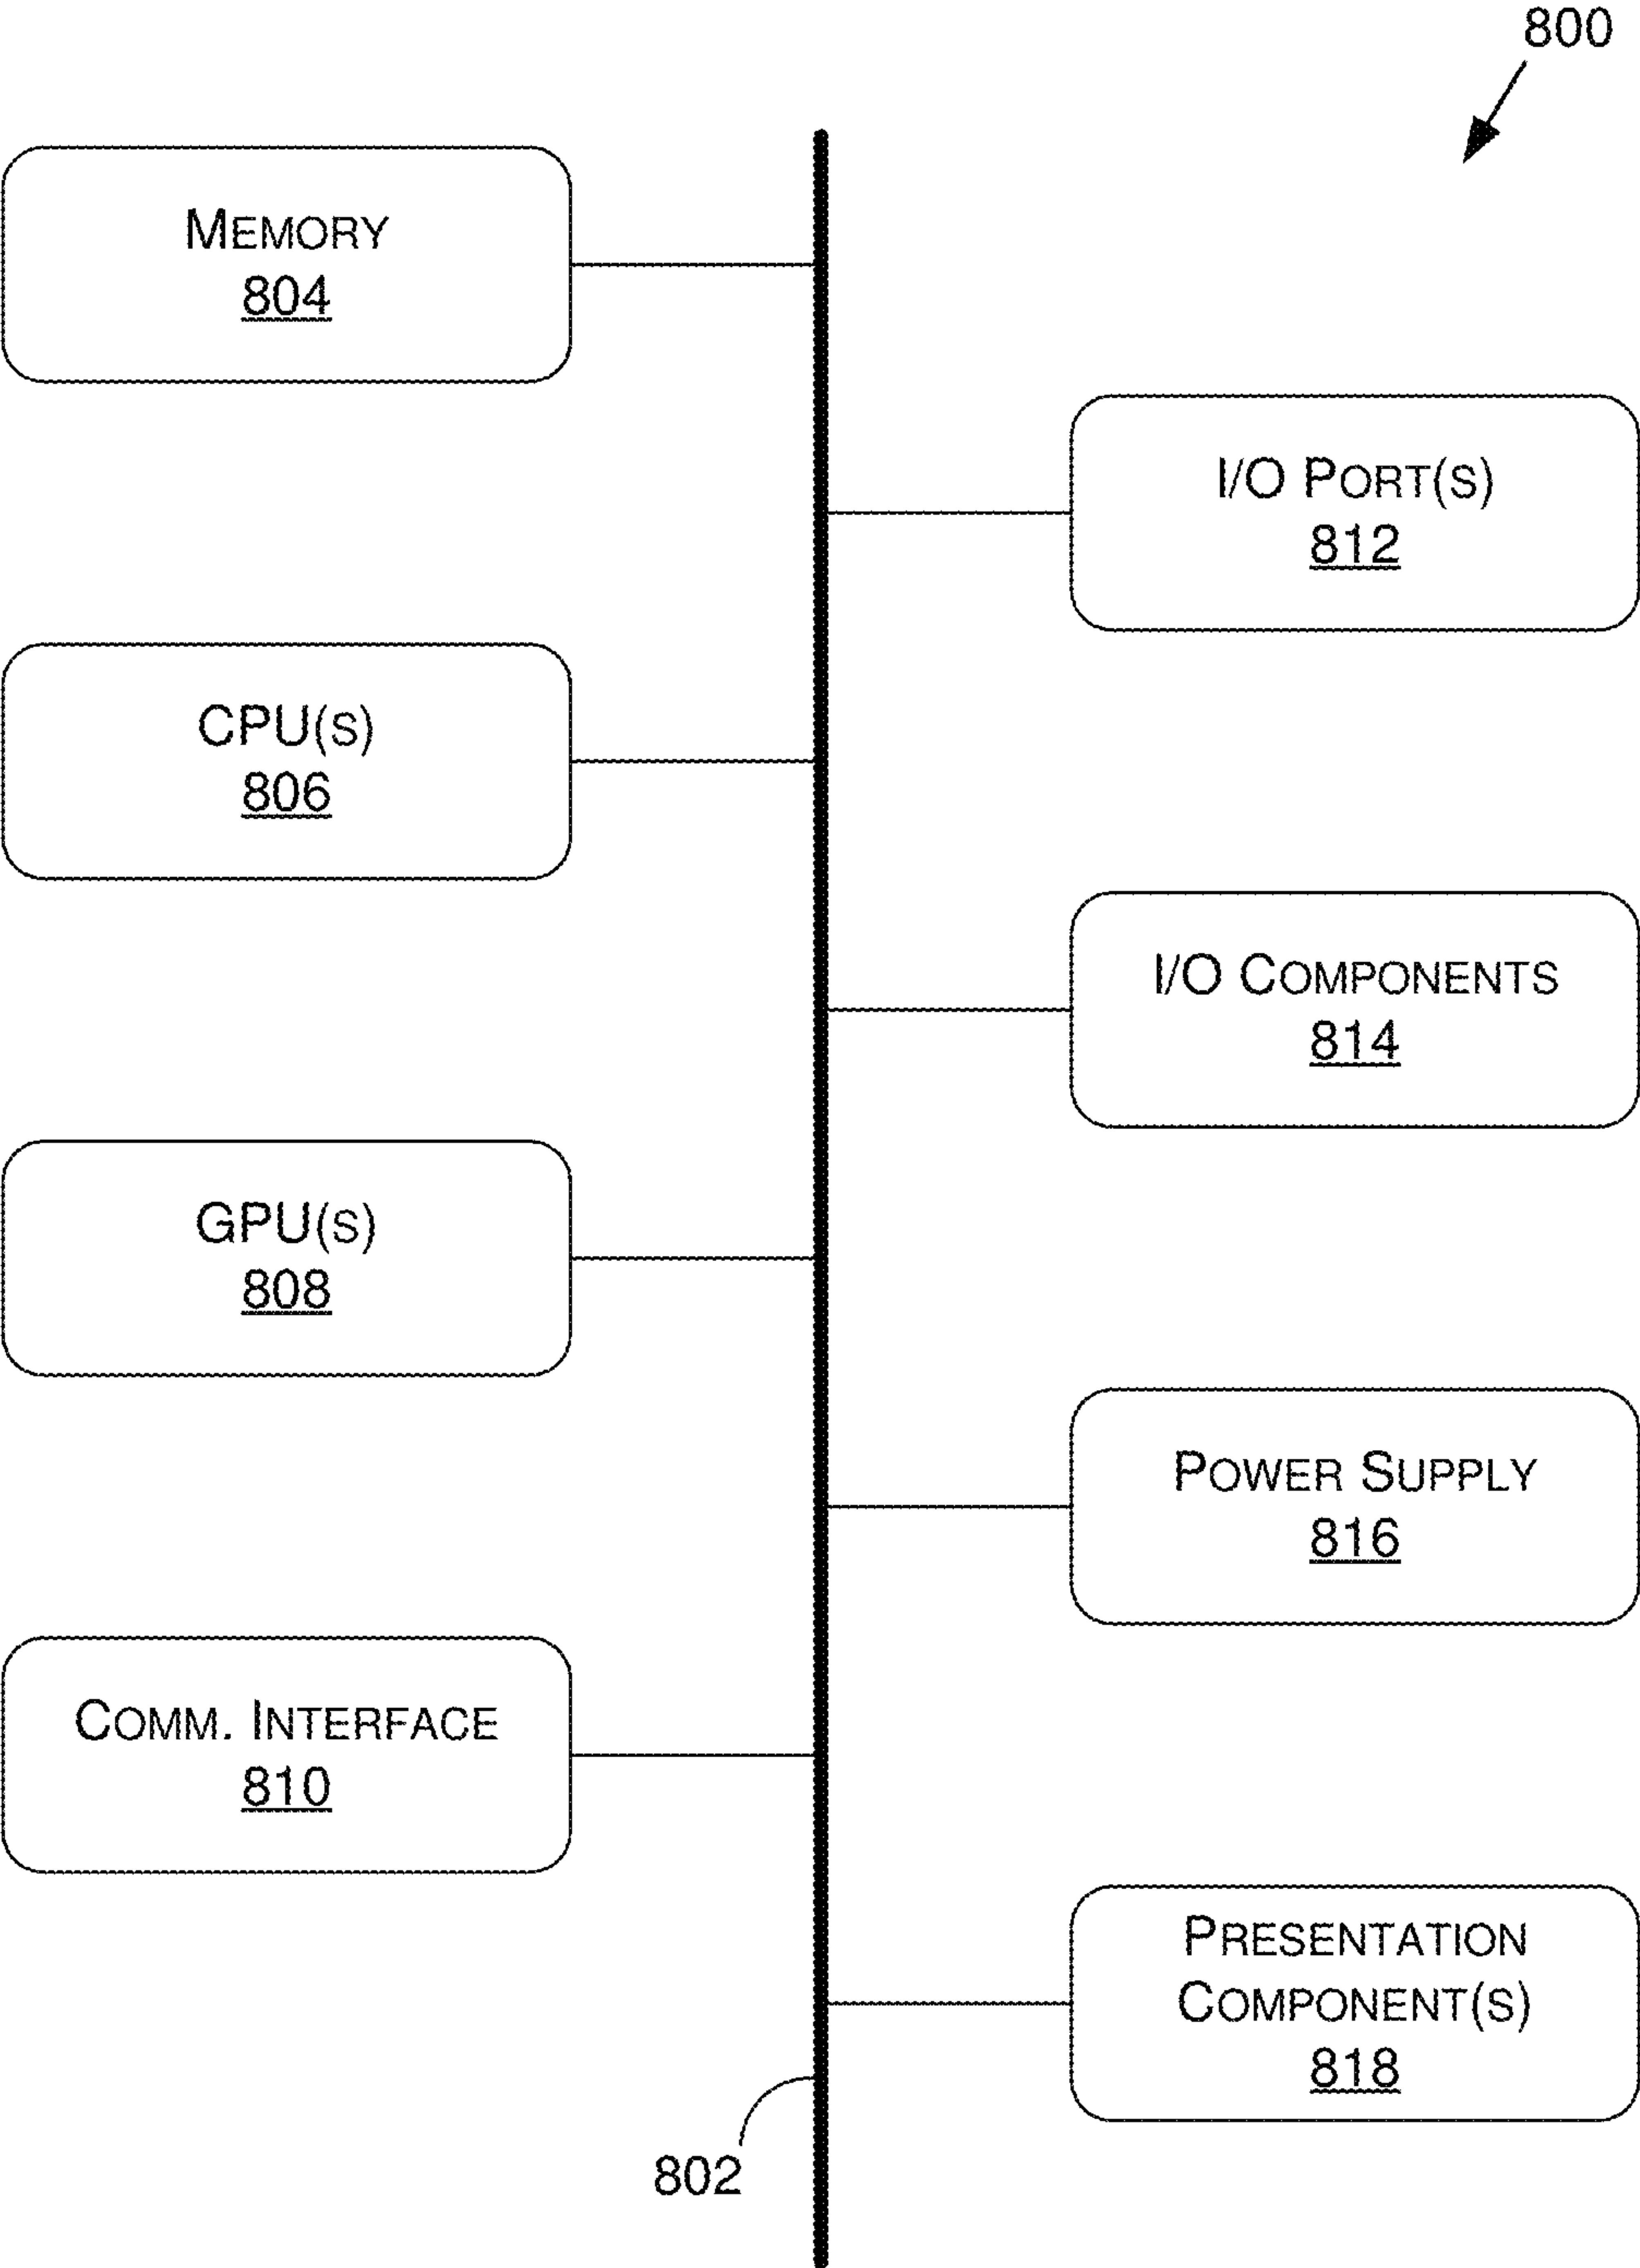 800
MEMORY
804
I/O PORT(S)
812
CPU(S)
806
I/O COMPONENTS
814
GPU(S)
808
POWER SUPPLY
816
COMM. INTERFACE
810
PRESENTATION
COMPONENT(S)
818
802